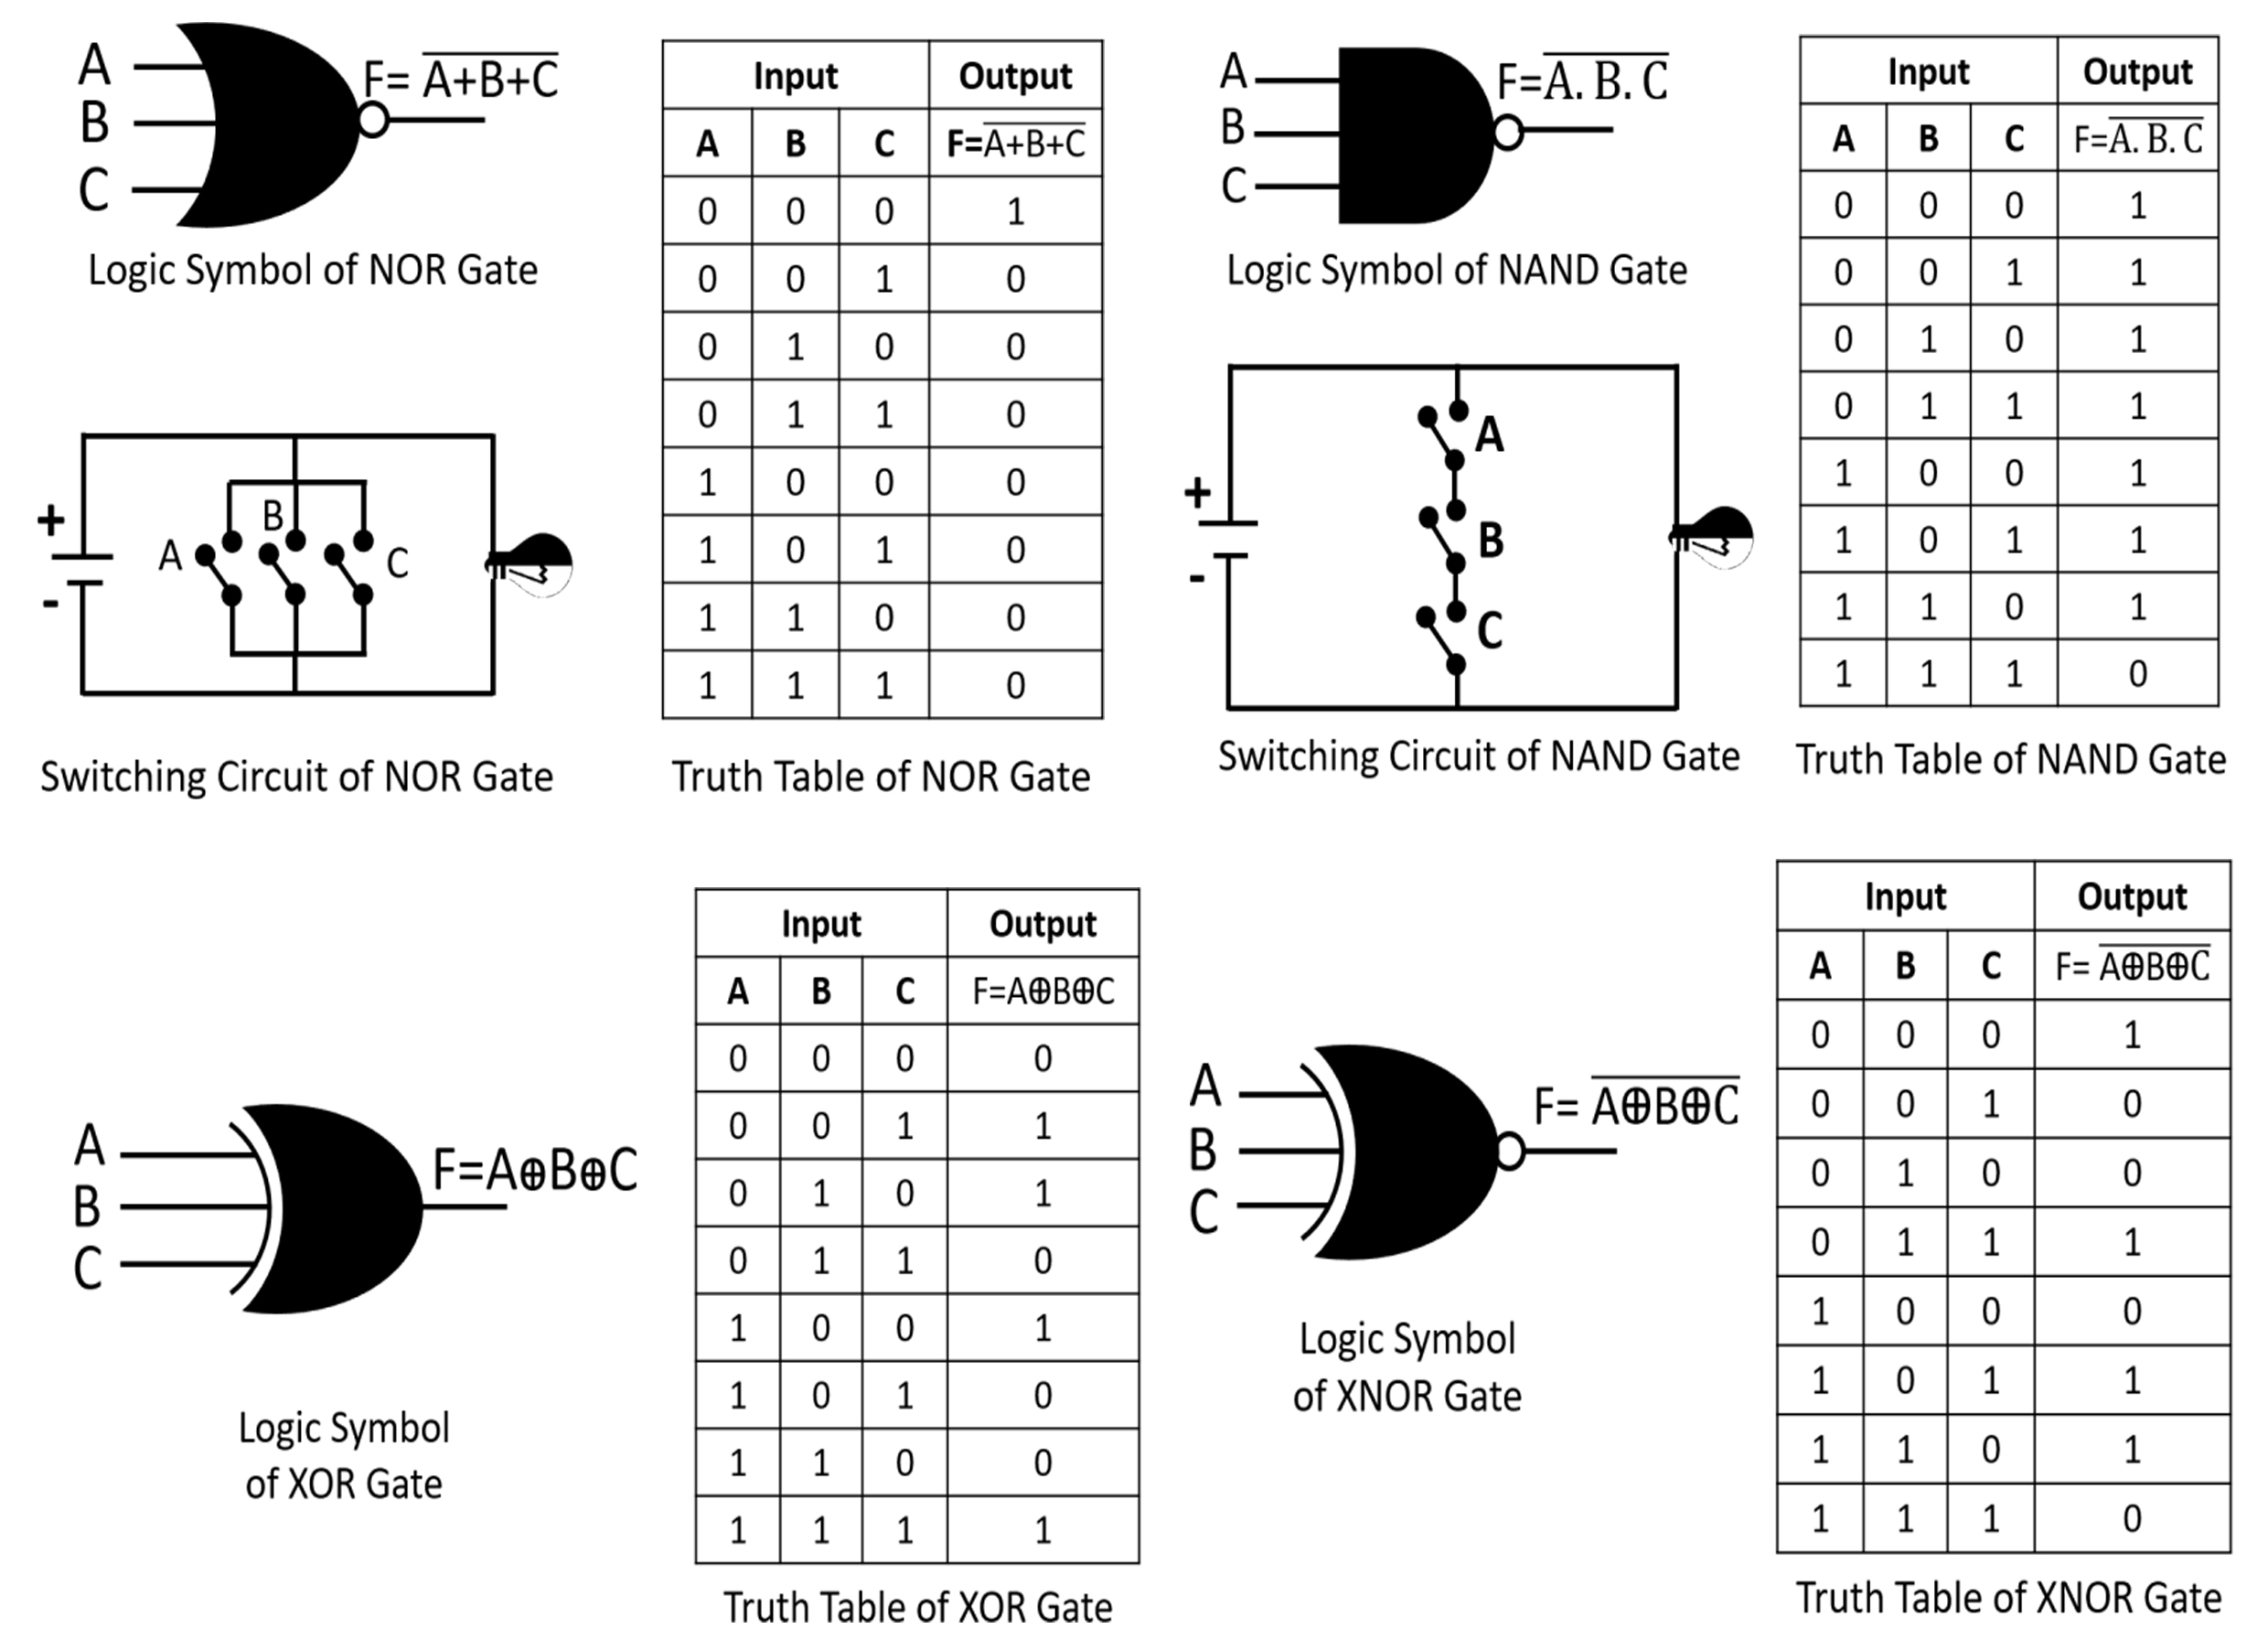 A
B
C
F= \overline{A+B+C}
Logic Symbol of NOR Gate
+
-
A
B
C
Switching Circuit of NOR Gate
Input Output
A B C F=\overline{A+B+C}
0 0 0 1
0 0 1 0
0 1 0 0
0 1 1 0
1 0 0 0
1 0 1 0
1 1 0 0
1 1 1 0
Truth Table of NOR Gate
A
B
C
F=\overline{A. B. C}
Logic Symbol of NAND Gate
+
-
A
B
C
Switching Circuit of NAND Gate
Input Output
A B C F=\overline{A. B. C}
0 0 0 1
0 0 1 1
0 1 0 1
0 1 1 1
1 0 0 1
1 0 1 1
1 1 0 1
1 1 1 0
Truth Table of NAND Gate
A
B
C
F=A⊕B⊕C
Logic Symbol
of XOR Gate
Input Output
A B C F=A⊕B⊕C
0 0 0 0
0 0 1 1
0 1 0 1
0 1 1 0
1 0 0 1
1 0 1 0
1 1 0 0
1 1 1 1
Truth Table of XOR Gate
A
B
C
F= \overline{A⊕B⊕C}
Logic Symbol
of XNOR Gate
Input Output
A B C F= \overline{A⊕B⊕C}
0 0 0 1
0 0 1 0
0 1 0 0
0 1 1 1
1 0 0 0
1 0 1 1
1 1 0 1
1 1 1 0
Truth Table of XNOR Gate